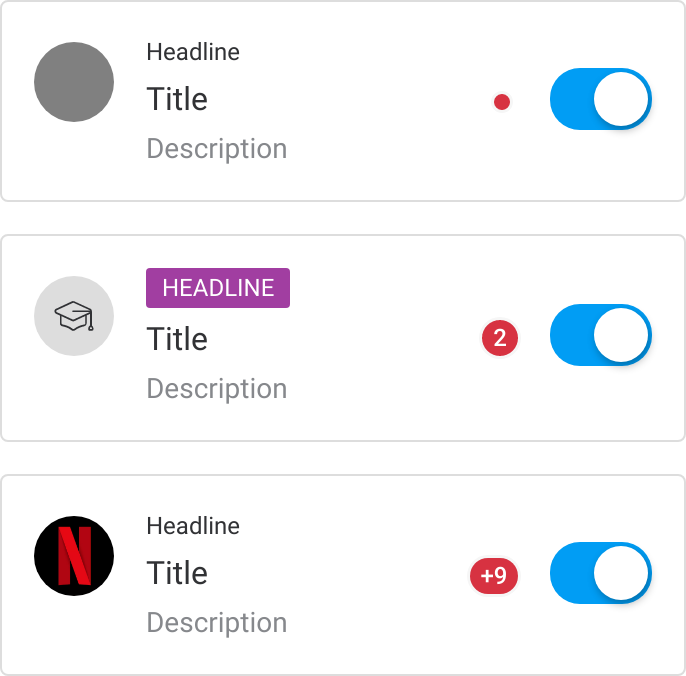 Headline
Title
Description
HEADLINE
Title
2
Description
N
Headline
Title
+9
Description